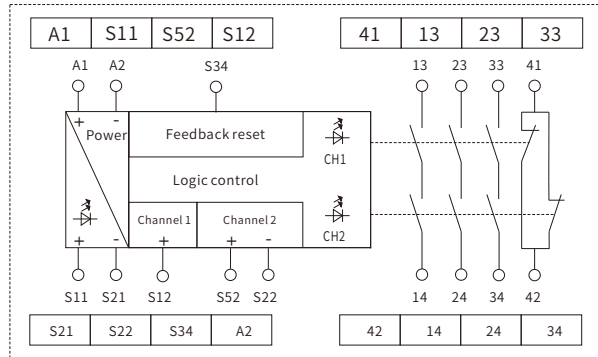 A1 S11 S52 S12 41 13 23 33
A1 A2 S34 13 23 33 41
+ - Power Feedback reset
CH1
Logic control
Channel 1 Channel 2
CH2
+ - + + -
S11 S21 S12 S52 S22 14 24 34 42
S21 S22 S34 A2 42 14 24 34